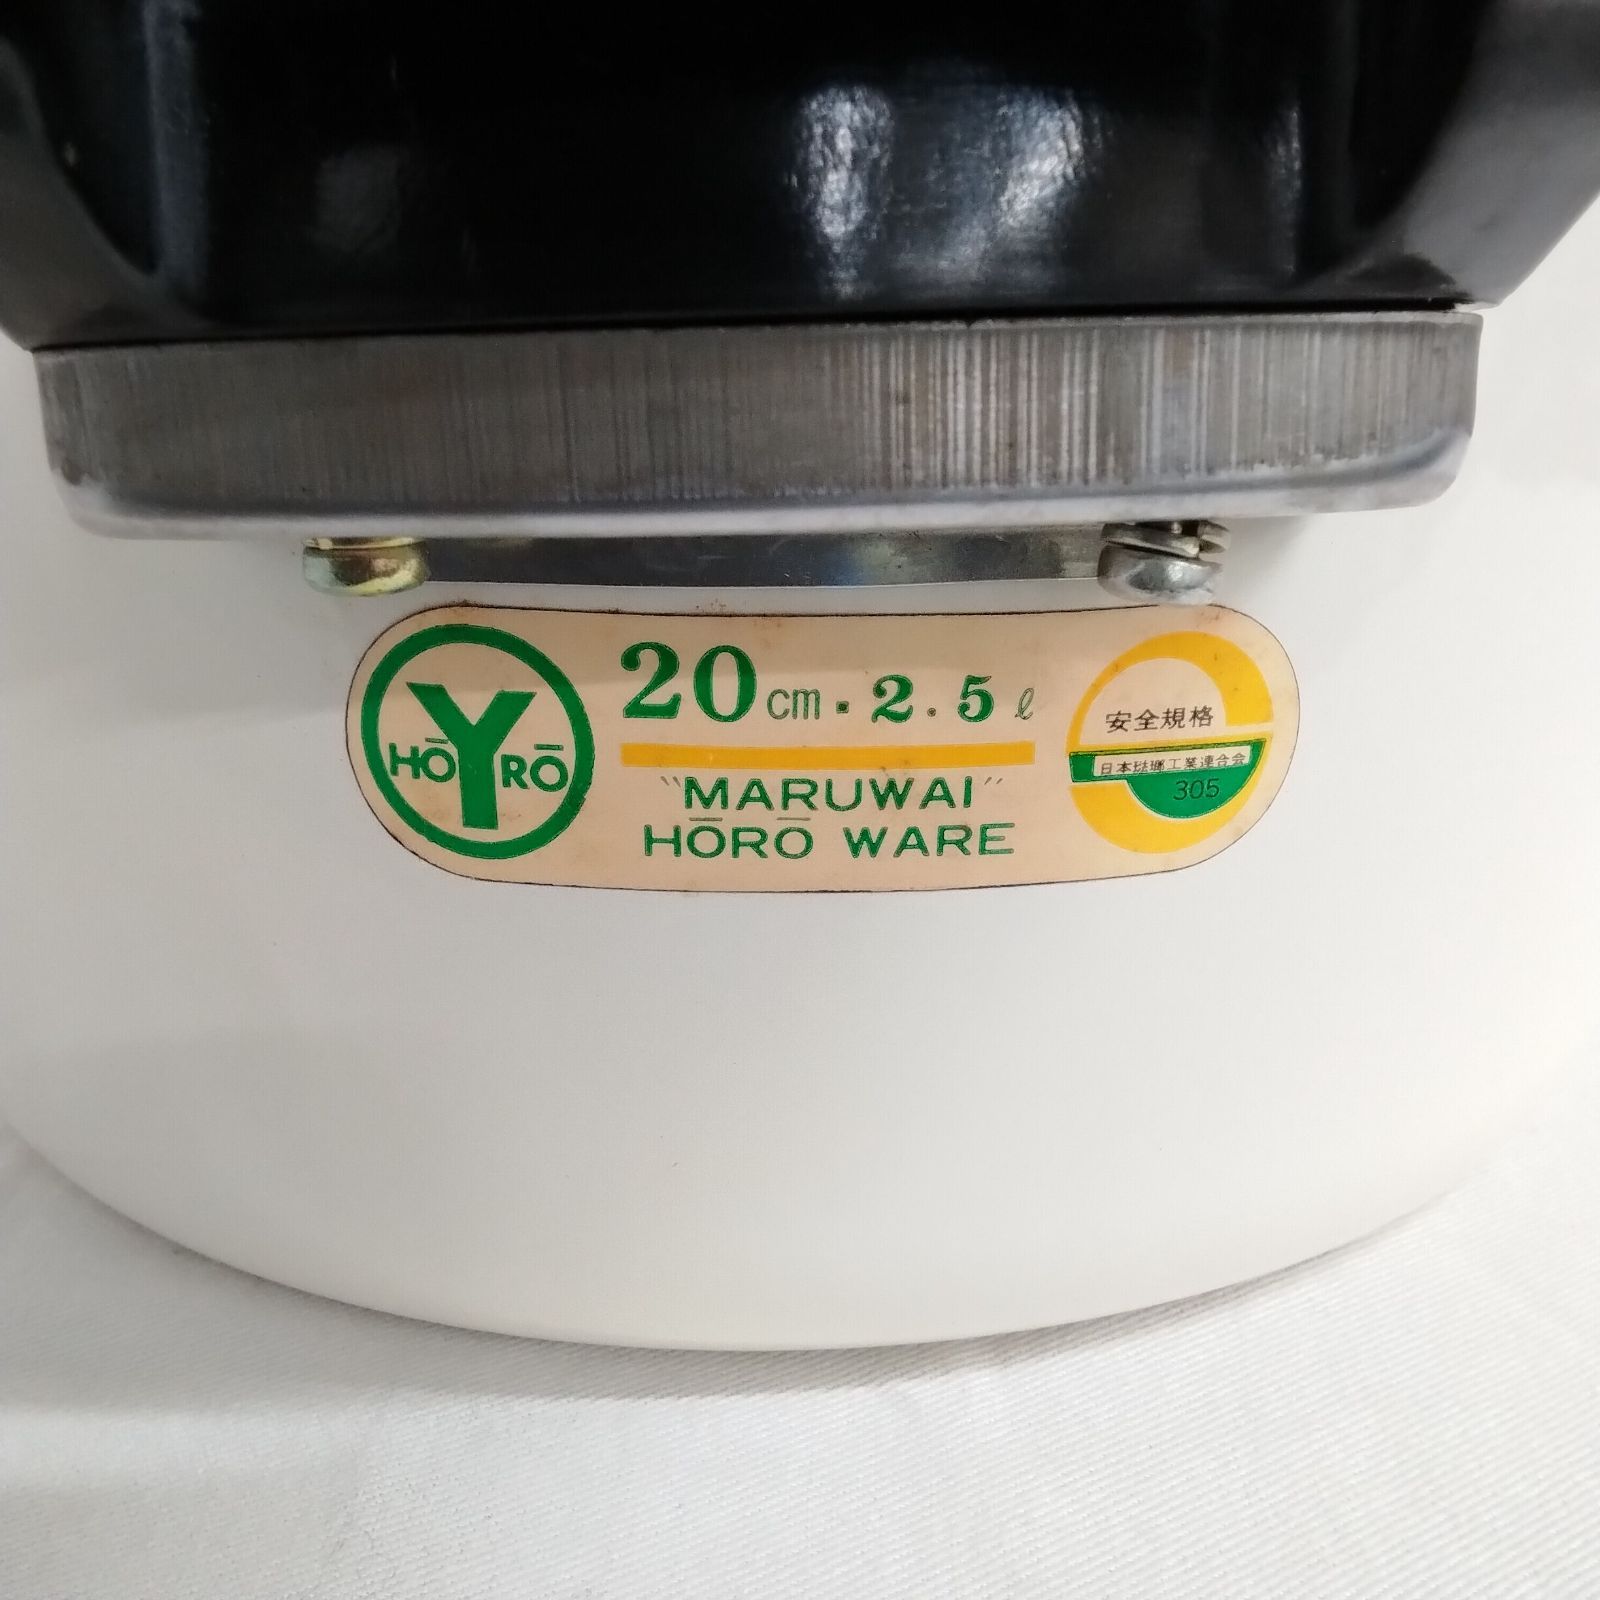 HŌ Y RŌ
20cm・2.5ℓ
"MARUWAI"
HŌRŌ WARE
安全規格
日本琺瑯工業連合会
305